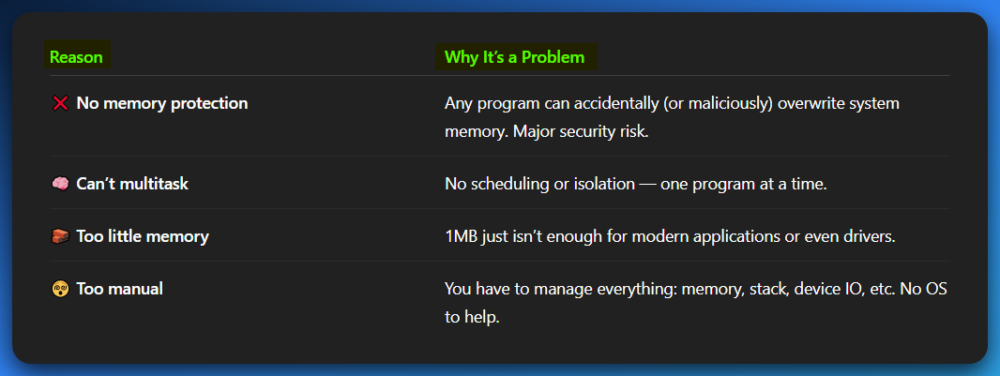 Reason
Why It’s a Problem
❌ No memory protection
Any program can accidentally (or maliciously) overwrite system
memory. Major security risk.
🧠 Can’t multitask
No scheduling or isolation — one program at a time.
🧱 Too little memory
1MB just isn’t enough for modern applications or even drivers.
😵‍💫 Too manual
You have to manage everything: memory, stack, device IO, etc. No OS
to help.